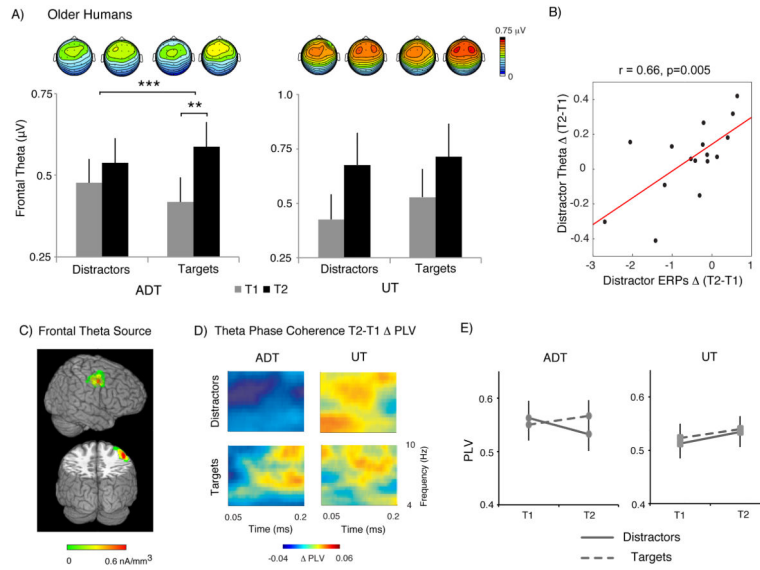 A)
Older Humans
0.75 μV
0
0.75
0.5
0.25
Frontal Theta (μV)
***
**
Distractors
Targets
ADT
T1
T2
1.0
0.75
0.5
0.25
Distractors
Targets
UT
B)
r = 0.66, p=0.005
Distractor Theta Δ (T2-T1)
0.4
0.2
0
-0.2
-0.4
-3
-2
-1
0
1
Distractor ERPs Δ (T2-T1)
C) Frontal Theta Source
0
0.6 nA/mm³
D) Theta Phase Coherence T2-T1 Δ PLV
ADT
UT
Distractors
Targets
10
4
Frequency (Hz)
0.05
0.2
0.05
0.2
Time (ms)
Time (ms)
-0.04
Δ PLV
0.06
E)
ADT
UT
PLV
0.6
0.5
0.4
T1
T2
0.6
0.5
0.4
T1
T2
Distractors
Targets